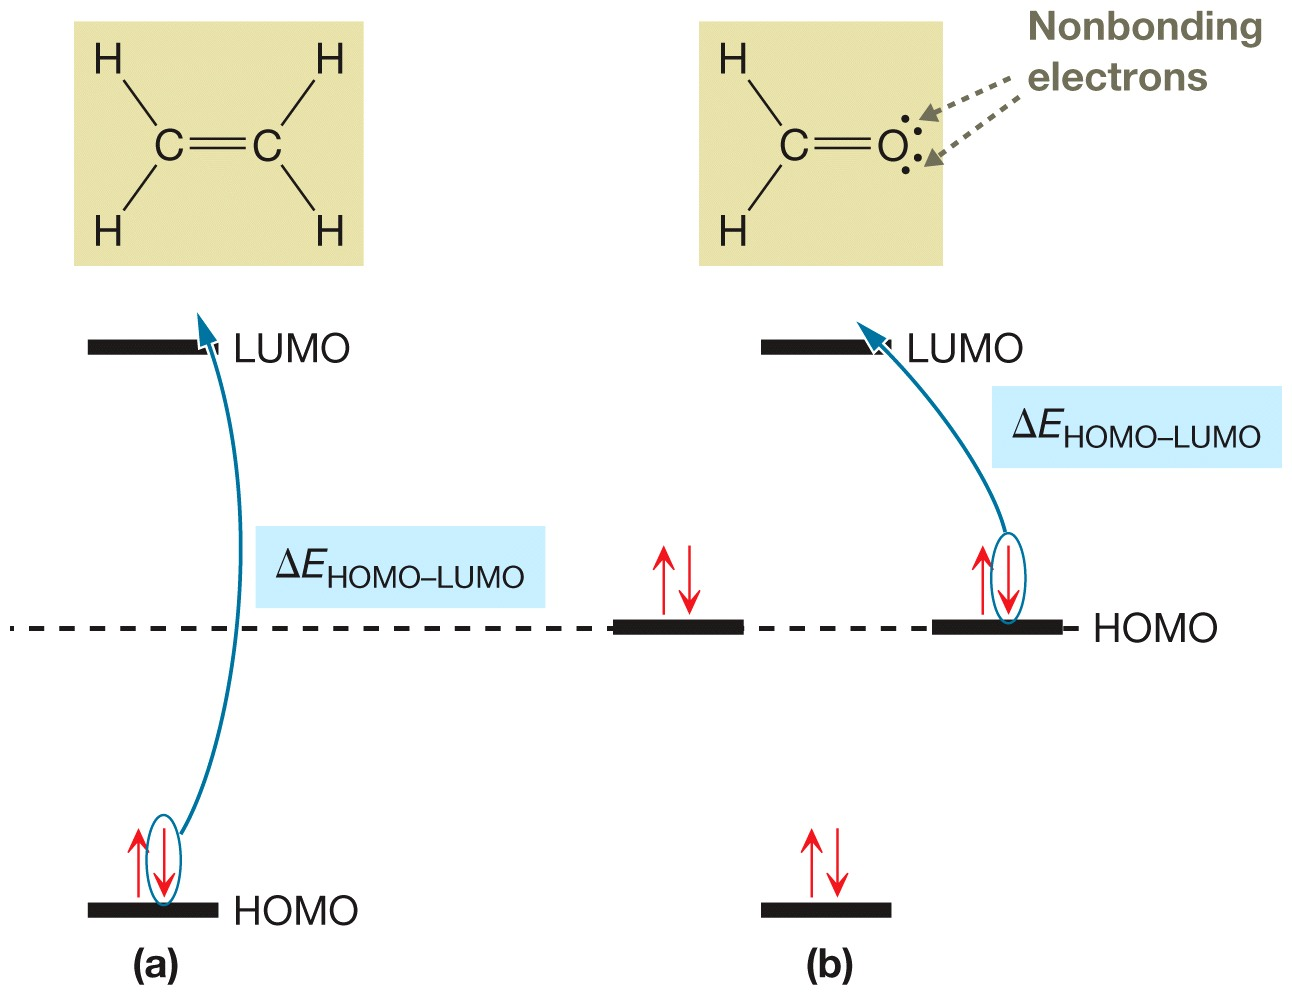 Nonbonding
electrons
H H
C C
H H
H
C O
H
LUMO
LUMO
ΔE_HOMO–LUMO
ΔE_HOMO–LUMO
HOMO
HOMO
(a)
(b)